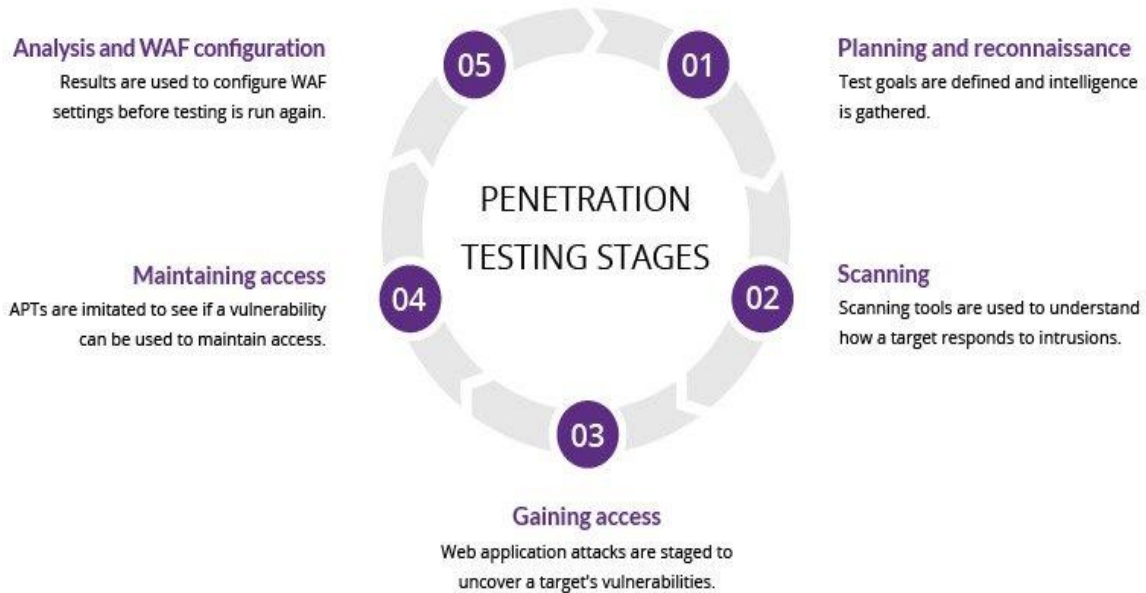 PENETRATION
TESTING STAGES
01
Planning and reconnaissance
Test goals are defined and intelligence
is gathered.
02
Scanning
Scanning tools are used to understand
how a target responds to intrusions.
03
Gaining access
Web application attacks are staged to
uncover a target's vulnerabilities.
04
Maintaining access
APTs are imitated to see if a vulnerability
can be used to maintain access.
05
Analysis and WAF configuration
Results are used to configure WAF
settings before testing is run again.